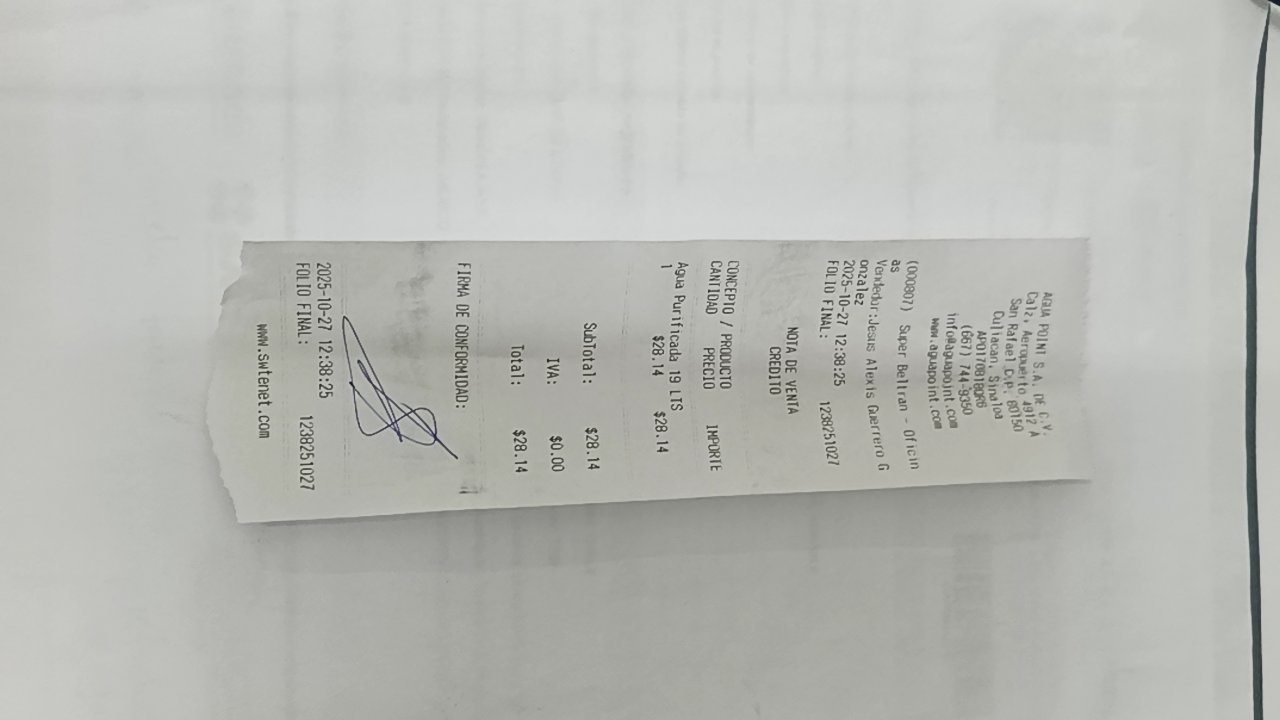 AGUA POINT S.A. DE C.V.
Calz. Aeropuerto 4912 A
San Rafael C.P. 80150
Culiacan, Sinaloa
APO170818QR6
(667) 744-9350
info@aguapoint.com
www.aguapoint.com
(000807) Super Beltran - Oficin
as
Vendedor:Jesus Alexis Guerrero G
onzalez
2025-10-27 12:38:25
FOLIO FINAL: 1238251027
NOTA DE VENTA
CREDITO
CONCEPTO / PRODUCTO
CANTIDAD PRECIO IMPORTE
Agua Purificada 19 LTS
1 $28.14 $28.14
SubTotal: $28.14
IVA: $0.00
Total: $28.14
FIRMA DE CONFORMIDAD:
2025-10-27 12:38:25
FOLIO FINAL: 1238251027
www.swtenet.com